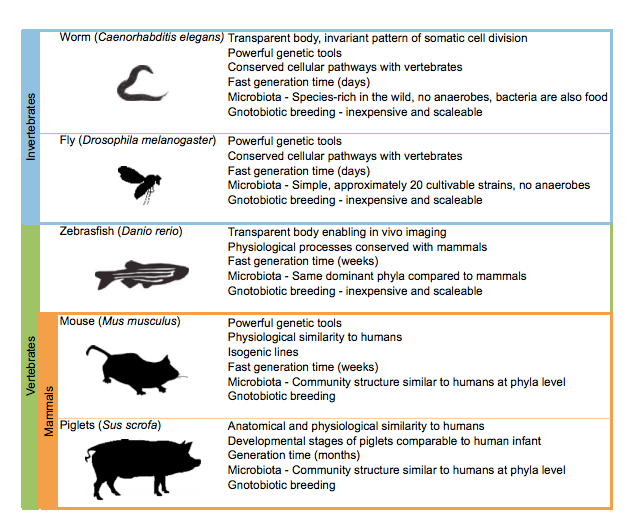 Invertebrates
Worm (Caenorhabditis elegans)
Transparent body, invariant pattern of somatic cell division
Powerful genetic tools
Conserved cellular pathways with vertebrates
Fast generation time (days)
Microbiota - Species-rich in the wild, no anaerobes, bacteria are also food
Gnotobiotic breeding - inexpensive and scaleable
Fly (Drosophila melanogaster)
Powerful genetic tools
Conserved cellular pathways with vertebrates
Fast generation time (days)
Microbiota - Simple, approximately 20 cultivable strains, no anaerobes
Gnotobiotic breeding - inexpensive and scaleable
Vertebrates
Zebrasfish (Danio rerio)
Transparent body enabling in vivo imaging
Physiological processes conserved with mammals
Fast generation time (weeks)
Microbiota - Same dominant phyla compared to mammals
Gnotobiotic breeding - inexpensive and scaleable
Mammals
Mouse (Mus musculus)
Powerful genetic tools
Physiological similarity to humans
Isogenic lines
Fast generation time (weeks)
Microbiota - Community structure similar to humans at phyla level
Gnotobiotic breeding
Piglets (Sus scrofa)
Anatomical and physiological similarity to humans
Developmental stages of piglets comparable to human infant
Generation time (months)
Microbiota - Community structure similar to humans at phyla level
Gnotobiotic breeding